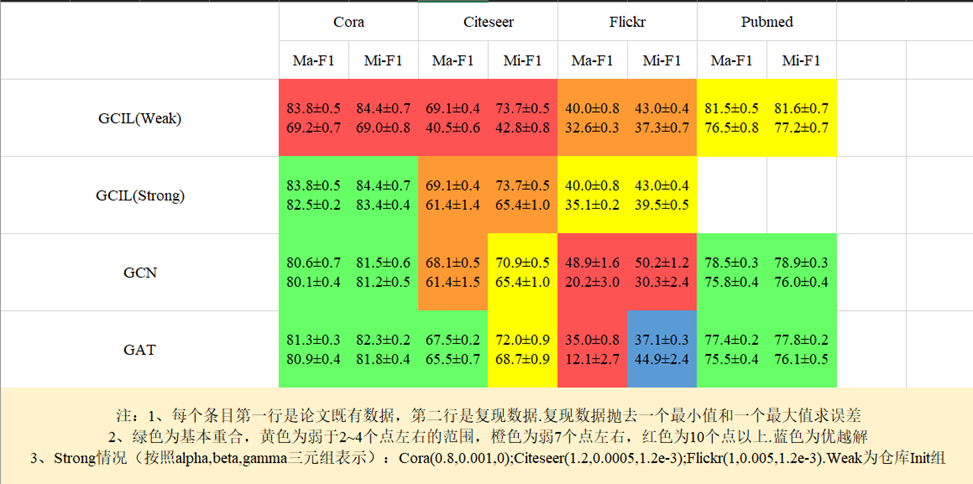 Cora Citeseer Flickr Pubmed
Ma-F1 Mi-F1 Ma-F1 Mi-F1 Ma-F1 Mi-F1 Ma-F1 Mi-F1
GCIL(Weak)
83.8±0.5 84.4±0.7 69.1±0.4 73.7±0.5 40.0±0.8 43.0±0.4 81.5±0.5 81.6±0.7
69.2±0.7 69.0±0.8 40.5±0.6 42.8±0.8 32.6±0.3 37.3±0.7 76.5±0.8 77.2±0.7
GCIL(Strong)
83.8±0.5 84.4±0.7 69.1±0.4 73.7±0.5 40.0±0.8 43.0±0.4
82.5±0.2 83.4±0.4 61.4±1.4 65.4±1.0 35.1±0.2 39.5±0.5
GCN
80.6±0.7 81.5±0.6 68.1±0.5 70.9±0.5 48.9±1.6 50.2±1.2 78.5±0.3 78.9±0.3
80.1±0.4 81.2±0.5 61.4±1.5 65.4±1.0 20.2±3.0 30.3±2.4 75.8±0.4 76.0±0.4
GAT
81.3±0.3 82.3±0.2 67.5±0.2 72.0±0.9 35.0±0.8 37.1±0.3 77.4±0.2 77.8±0.2
80.9±0.4 81.8±0.4 65.5±0.7 68.7±0.9 12.1±2.7 44.9±2.4 75.5±0.4 76.1±0.5
注：1、每个条目第一行是论文既有数据，第二行是复现数据.复现数据抛去一个最小值和一个最大值求误差
2、绿色为基本重合，黄色为弱于2~4个点左右的范围，橙色为弱7个点左右，红色为10个点以上.蓝色为优越解
3、Strong情况（按照alpha,beta,gamma三元组表示）：Cora(0.8,0.001,0);Citeseer(1.2,0.0005,1.2e-3);Flickr(1,0.005,1.2e-3).Weak为仓库Init组